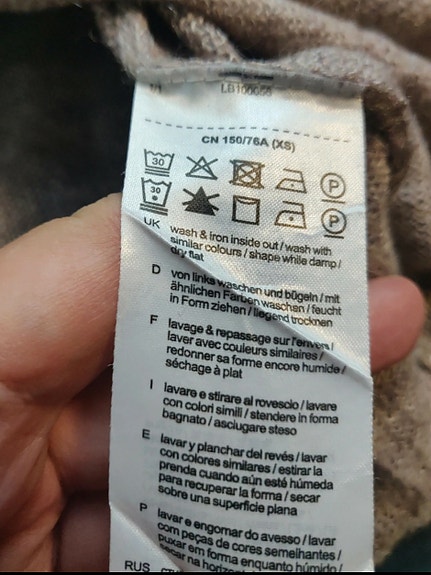 CN 150/76A (XS)
30
P
30
P
UK wash & iron inside out / wash with
similar colours / shape while damp /
dry flat
D von links waschen und bügeln / mit
ähnlichen Farben waschen / feucht
in Form ziehen / liegend trocknen
F lavage & repassage sur l'envers /
laver avec couleurs similaires /
redonner sa forme encore humide /
séchage à plat
I lavare e stirare al rovescio / lavare
con colori simili / stendere in forma
bagnato / asciugare steso
E lavar y planchar del revés / lavar
con colores similares / estirar la
prenda cuando aún esté húmeda
para recuperar la forma / secar
sobre una superficie plana
P lavar e engomar do avesso / lavar
com peças de cores semelhantes /
puxar em forma enquanto húmido /
secar na
RUS